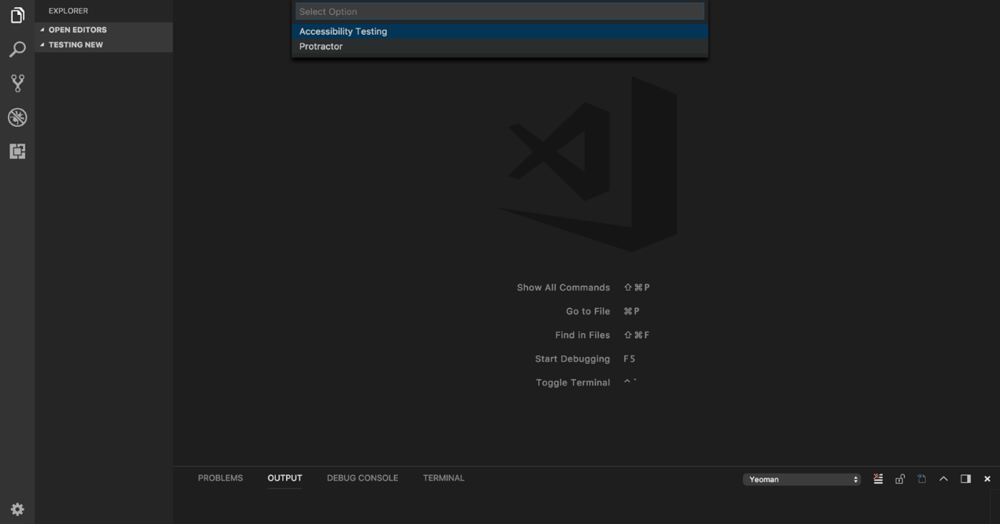 EXPLORER
OPEN EDITORS
TESTING NEW
Select Option
Accessibility Testing
Protractor
Show All Commands ⇧⌘P
Go to File ⌘P
Find in Files ⇧⌘F
Start Debugging F5
Toggle Terminal ^`
PROBLEMS OUTPUT DEBUG CONSOLE TERMINAL Yeoman